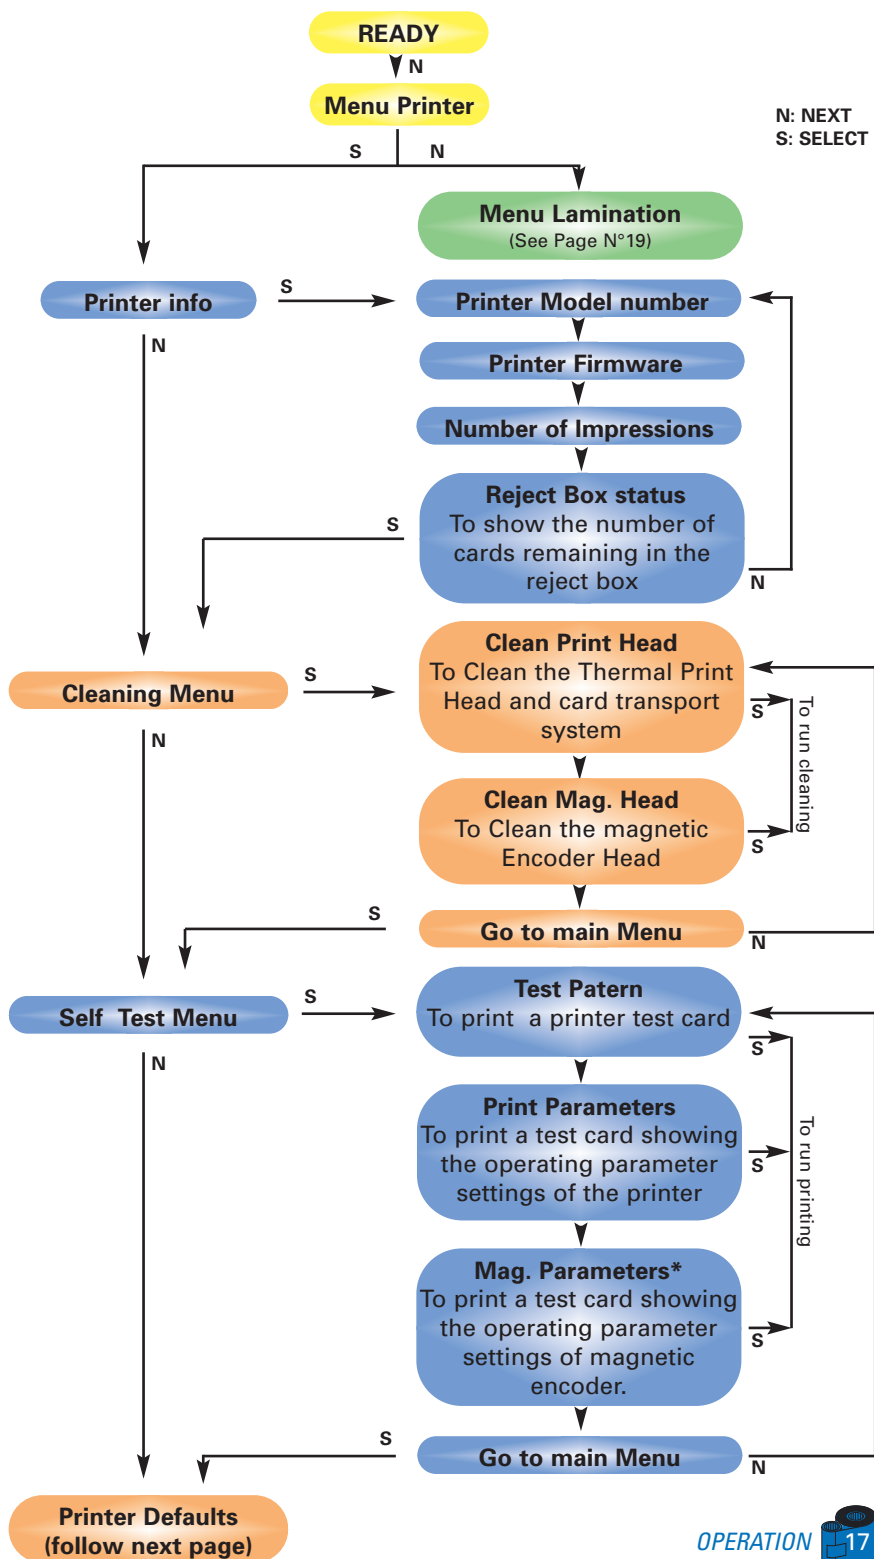 READY
N
Menu Printer
N: NEXT
S: SELECT
S
N
Menu Lamination
(See Page N°19)
Printer info
S
Printer Model number
N
Printer Firmware
Number of Impressions
Reject Box status
To show the number of
cards remaining in the
reject box
S
N
Clean Print Head
To Clean the Thermal Print
Head and card transport
system
Cleaning Menu
S
S
N
To run cleaning
Clean Mag. Head
To Clean the magnetic
Encoder Head
S
S
Go to main Menu
N
Test Patern
To print a printer test card
Self Test Menu
S
S
N
Print Parameters
To print a test card showing
the operating parameter
settings of the printer
S
To run printing
Mag. Parameters*
To print a test card showing
the operating parameter
settings of magnetic
encoder.
S
S
Go to main Menu
N
Printer Defaults
(follow next page)
OPERATION 17